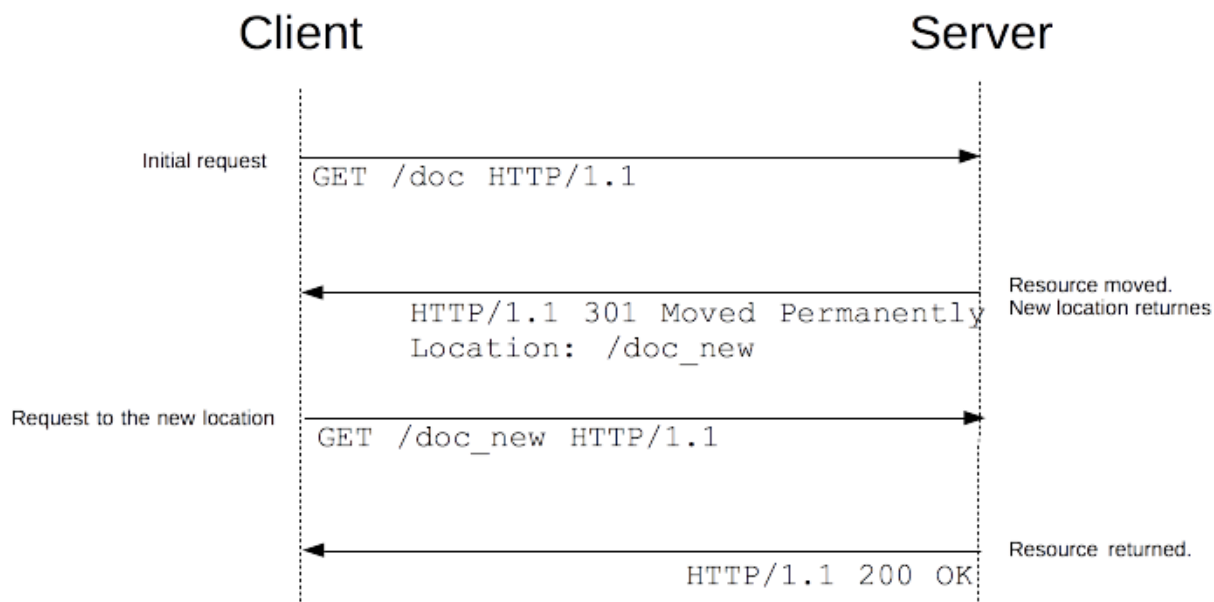 Client
Server
Initial request
GET /doc HTTP/1.1
Resource moved.
New location returnes
HTTP/1.1 301 Moved Permanently
Location: /doc_new
Request to the new location
GET /doc_new HTTP/1.1
Resource returned.
HTTP/1.1 200 OK